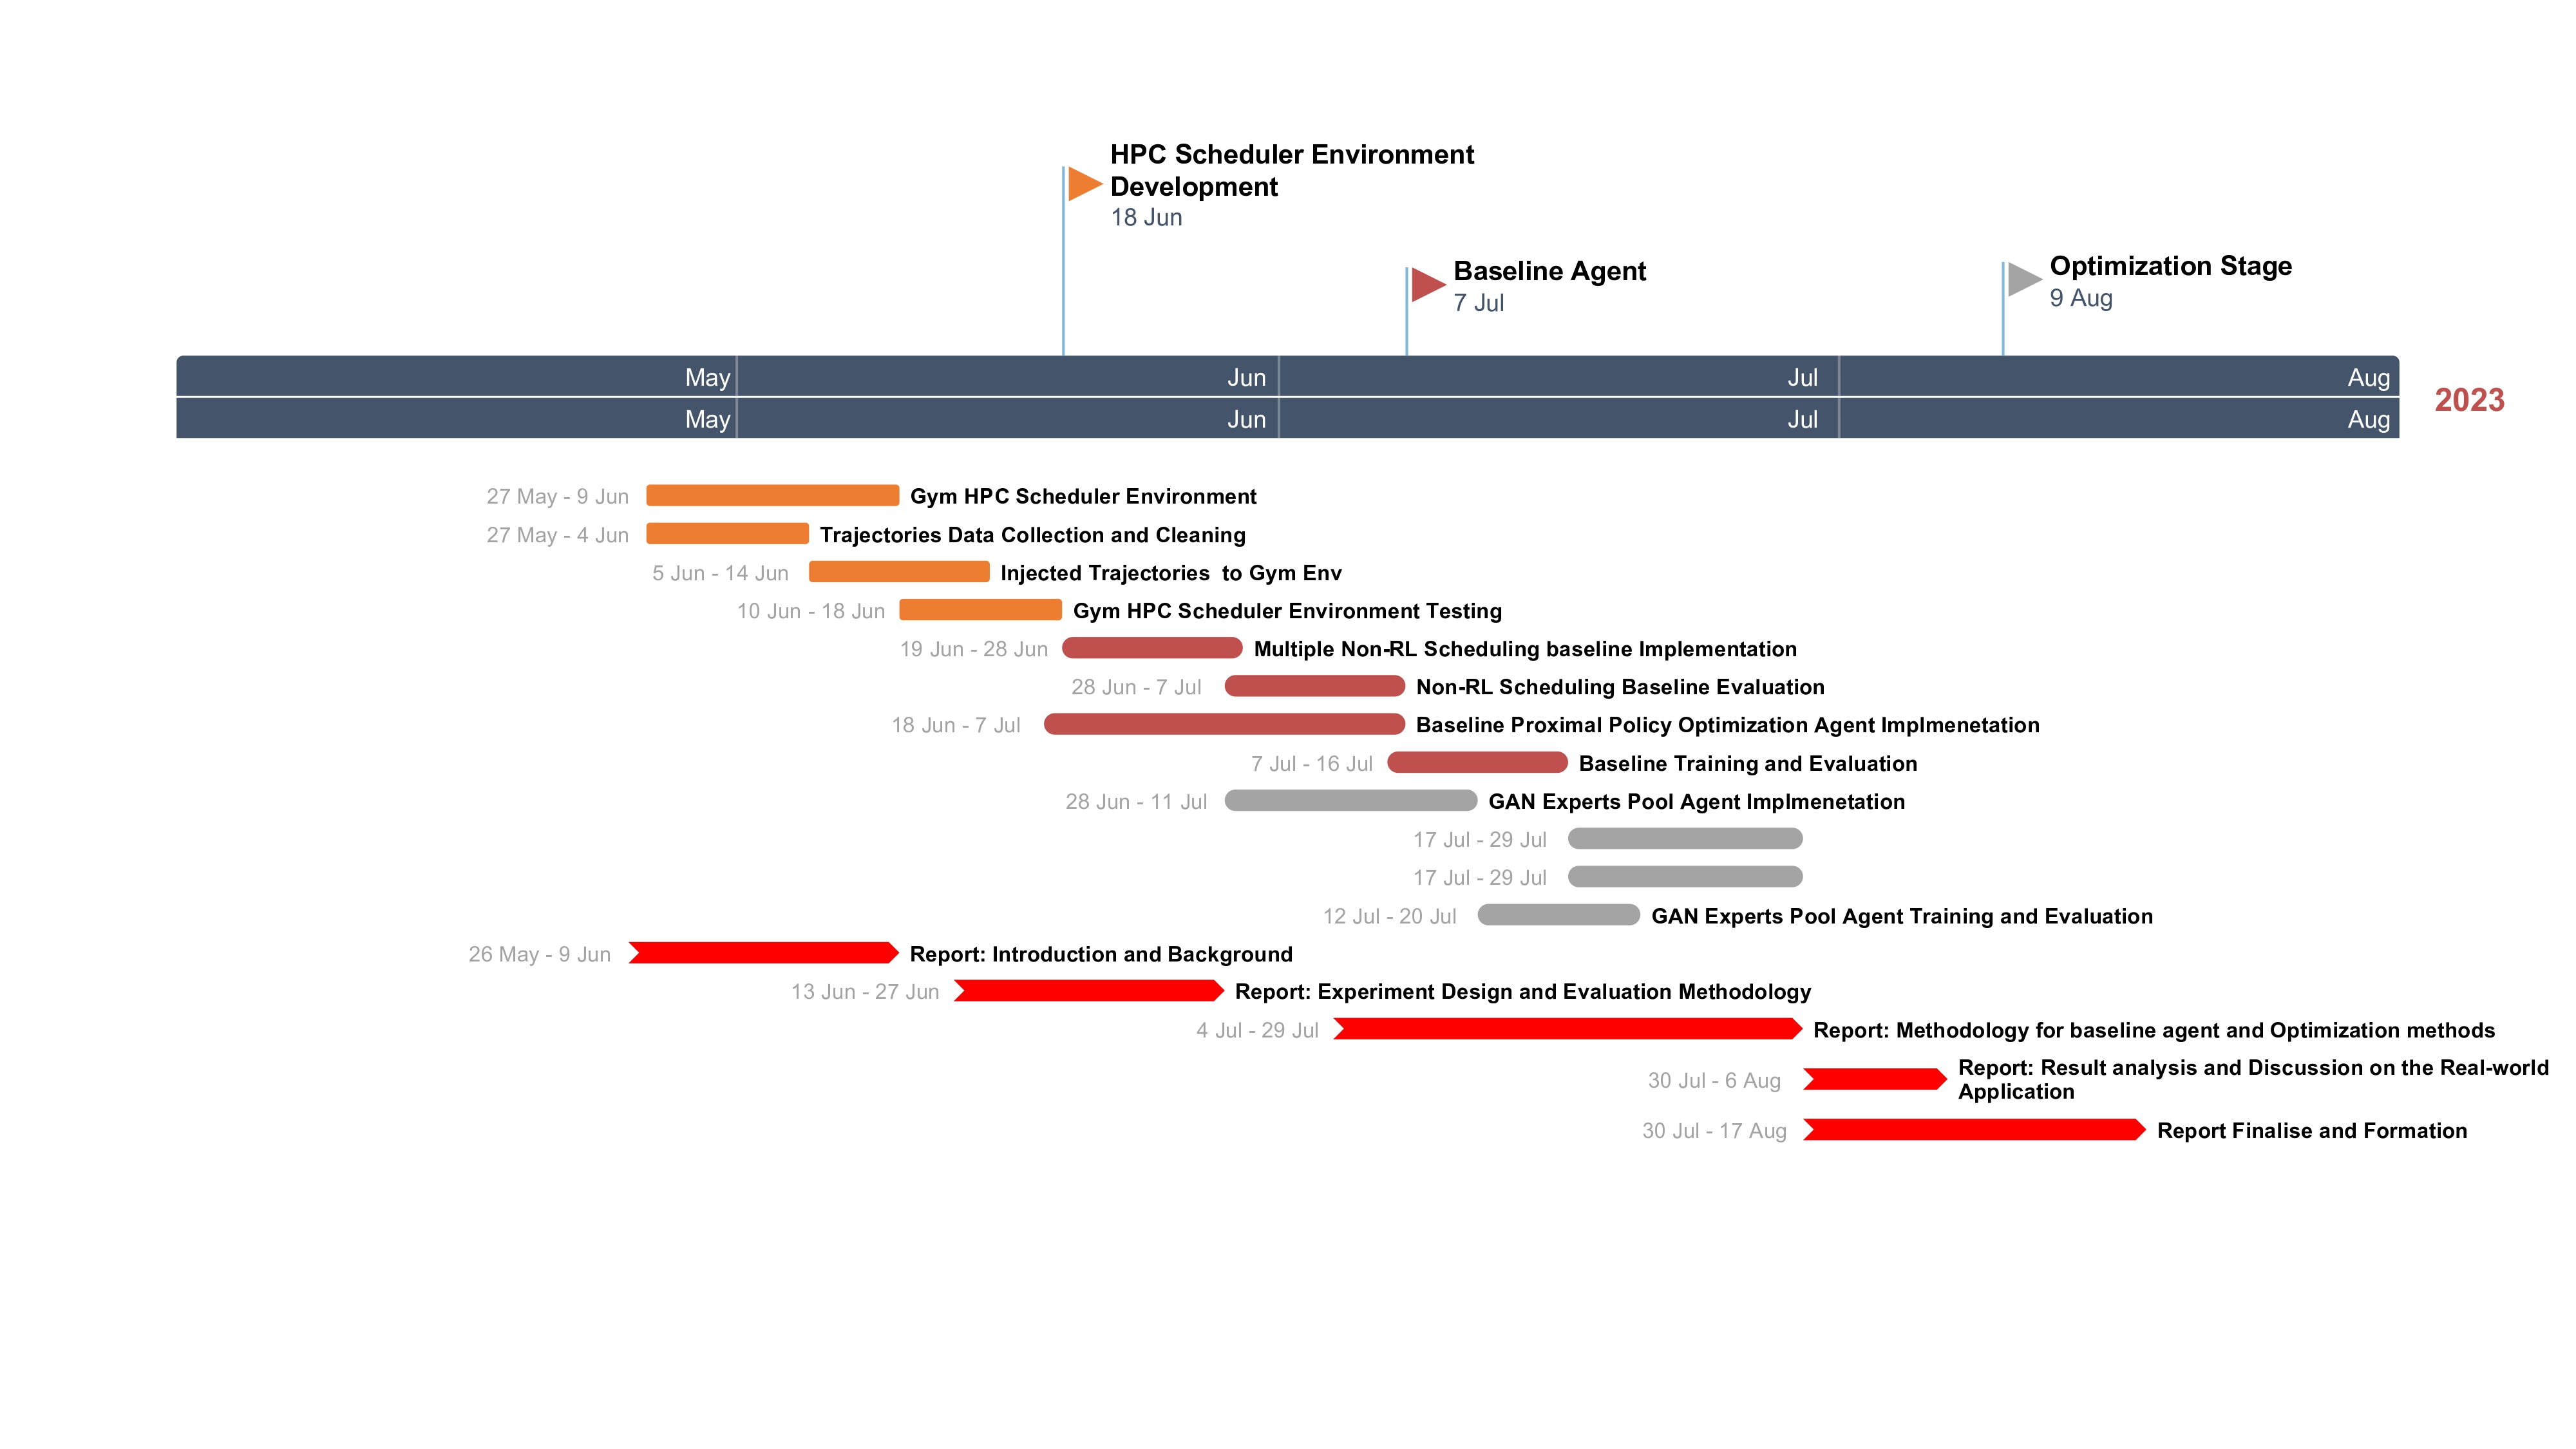 HPC Scheduler Environment
Development
18 Jun
Baseline Agent
7 Jul
Optimization Stage
9 Aug
May Jun Jul Aug
May Jun Jul Aug
2023
27 May - 9 Jun Gym HPC Scheduler Environment
27 May - 4 Jun Trajectories Data Collection and Cleaning
5 Jun - 14 Jun Injected Trajectories  to Gym Env
10 Jun - 18 Jun Gym HPC Scheduler Environment Testing
19 Jun - 28 Jun Multiple Non-RL Scheduling baseline Implementation
28 Jun - 7 Jul Non-RL Scheduling Baseline Evaluation
18 Jun - 7 Jul Baseline Proximal Policy Optimization Agent Implmenetation
7 Jul - 16 Jul Baseline Training and Evaluation
28 Jun - 11 Jul GAN Experts Pool Agent Implmenetation
17 Jul - 29 Jul
17 Jul - 29 Jul
12 Jul - 20 Jul GAN Experts Pool Agent Training and Evaluation
26 May - 9 Jun Report: Introduction and Background
13 Jun - 27 Jun Report: Experiment Design and Evaluation Methodology
4 Jul - 29 Jul Report: Methodology for baseline agent and Optimization methods
30 Jul - 6 Aug Report: Result analysis and Discussion on the Real-world
Application
30 Jul - 17 Aug Report Finalise and Formation